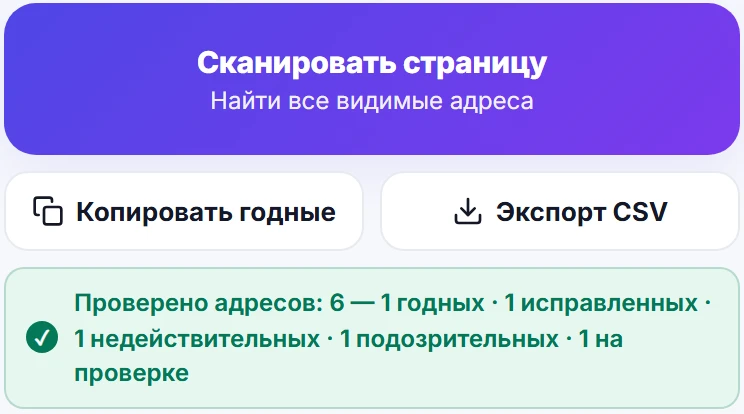 Сканировать страницу
Найти все видимые адреса
Копировать годные
Экспорт CSV
Проверено адресов: 6 — 1 годных · 1 исправленных ·
1 недействительных · 1 подозрительных · 1 на
проверке